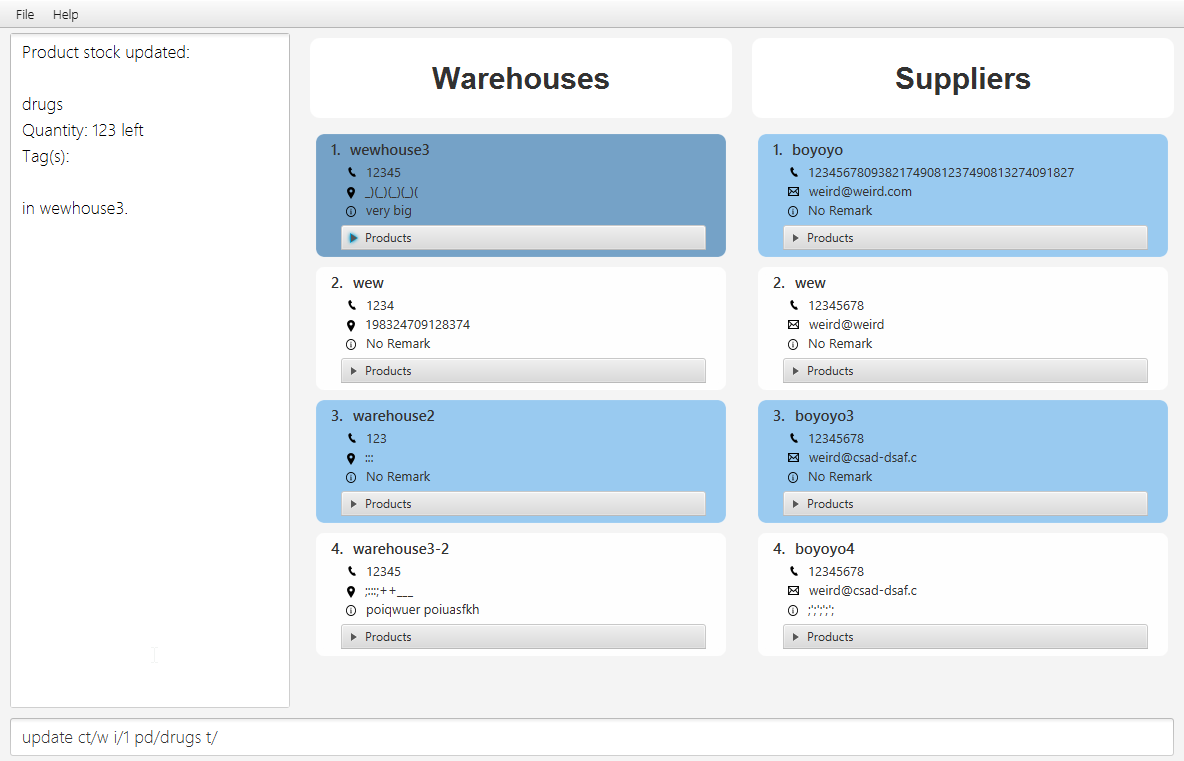 File Help
Product stock updated:
drugs
Quantity: 123 left
Tag(s):
in wewhouse3.
Warehouses
1. wewhouse3
12345
_)(_)(_)(_)(
very big
Products
2. wew
1234
198324709128374
No Remark
Products
3. warehouse2
123
:::
No Remark
Products
4. warehouse3-2
12345
;:::;++___
poiqwuer poiuasfkh
Products
Suppliers
1. boyoyo
1234567809382174908123749081327409 1827
weird@weird.com
No Remark
Products
2. wew
12345678
weird@weird
No Remark
Products
3. boyoyo3
12345678
weird@csad-dsaf.c
No Remark
Products
4. boyoyo4
12345678
weird@csad-dsaf.c
;';';';';
Products
update ct/w i/1 pd/drugs t/